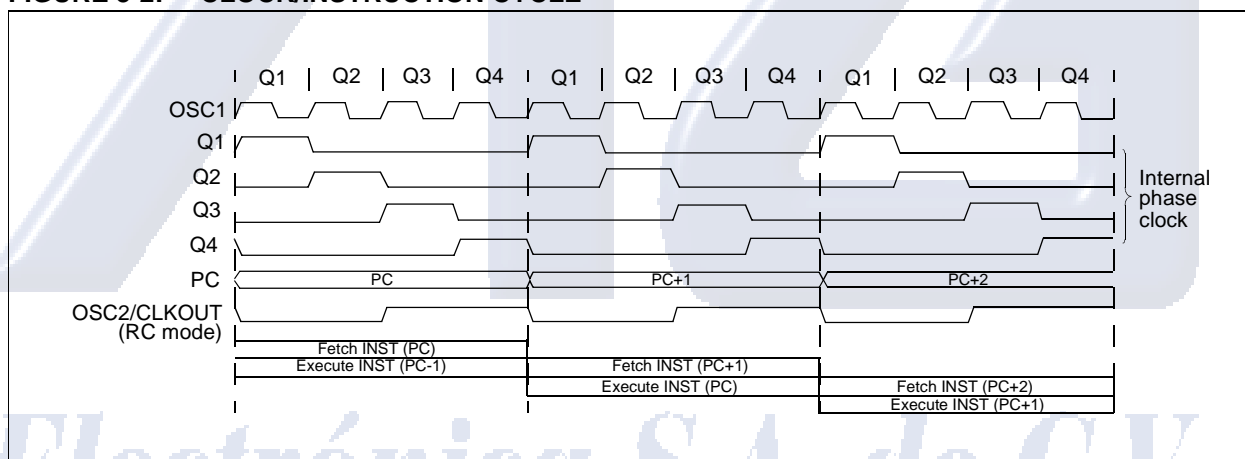 FIGURE 3-2: CLOCK/INSTRUCTION CYCLE
Q1 Q2 Q3 Q4 Q1 Q2 Q3 Q4 Q1 Q2 Q3 Q4
OSC1
Q1
Q2
Q3
Q4
Internal
phase
clock
PC PC PC+1 PC+2
OSC2/CLKOUT
(RC mode)
Fetch INST (PC)
Execute INST (PC-1) Fetch INST (PC+1)
Execute INST (PC) Fetch INST (PC+2)
Execute INST (PC+1)
Electrónica S.A. de C.V.